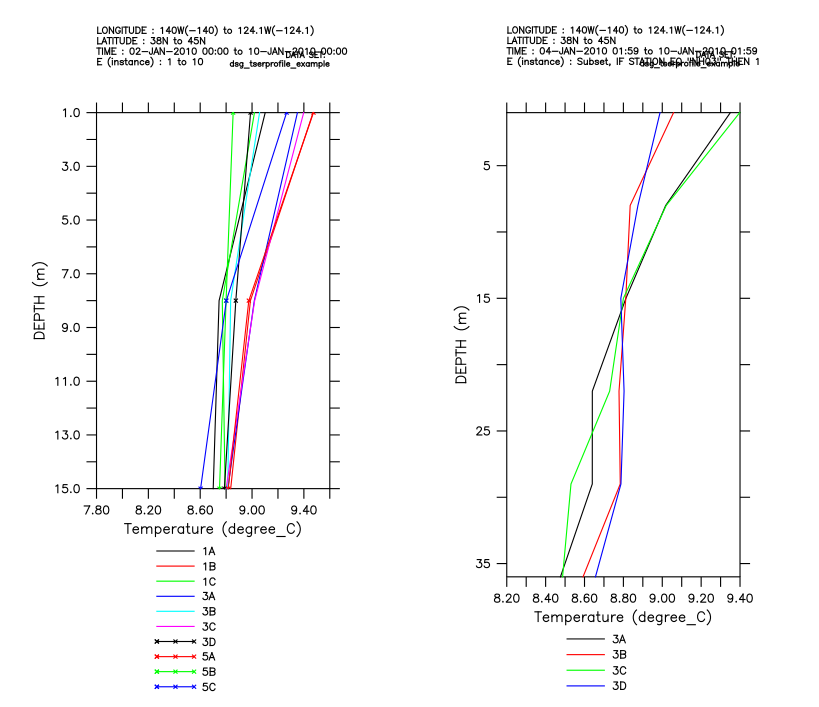 LONGITUDE : 140W(-140) to 124.1W(-124.1)
LATITUDE : 38N to 45N
TIME : 02-JAN-2010 00:00 to 10-JAN-2010 00:00
DATA SET:
E (instance) : 1 to 10
dsg_tserprofile_example
1.0
3.0
5.0
7.0
9.0
11.0
13.0
15.0
DEPTH (m)
7.80 8.20 8.60 9.00 9.40
Temperature (degree_C)
1A
1B
1C
3A
3B
3C
3D
5A
5B
5C
LONGITUDE : 140W(-140) to 124.1W(-124.1)
LATITUDE : 38N to 45N
TIME : 04-JAN-2010 01:59 to 10-JAN-2010 01:59
DATA SET:
E (instance) : Subset, IF STATION EQ "NH03" THEN 1
dsg_tserprofile_example
5
15
25
35
DEPTH (m)
8.20 8.40 8.60 8.80 9.00 9.20 9.40
Temperature (degree_C)
3A
3B
3C
3D